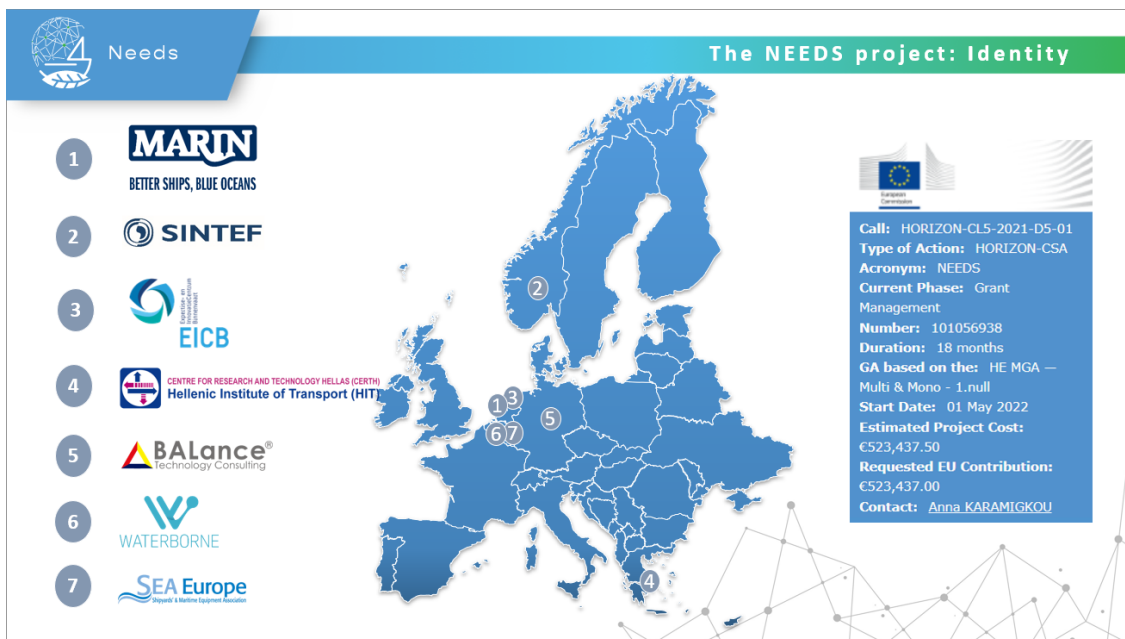 Needs
The NEEDS project: Identity
1
MARIN
BETTER SHIPS, BLUE OCEANS
2
SINTEF
3
Expertise- en
InnovatieCentrum
Binnenvaart
EICB
4
CENTRE FOR RESEARCH AND TECHNOLOGY HELLAS (CERTH)
Hellenic Institute of Transport (HIT)
5
BALance®
Technology Consulting
6
WATERBORNE
7
SEA Europe
Shipyards' & Maritime Equipment Association
2
3
1
5
6
7
4
European
Commission
Call: HORIZON-CL5-2021-D5-01
Type of Action: HORIZON-CSA
Acronym: NEEDS
Current Phase: Grant
Management
Number: 101056938
Duration: 18 months
GA based on the: HE MGA —
Multi & Mono - 1.null
Start Date: 01 May 2022
Estimated Project Cost:
€523,437.50
Requested EU Contribution:
€523,437.00
Contact: Anna KARAMIGKOU